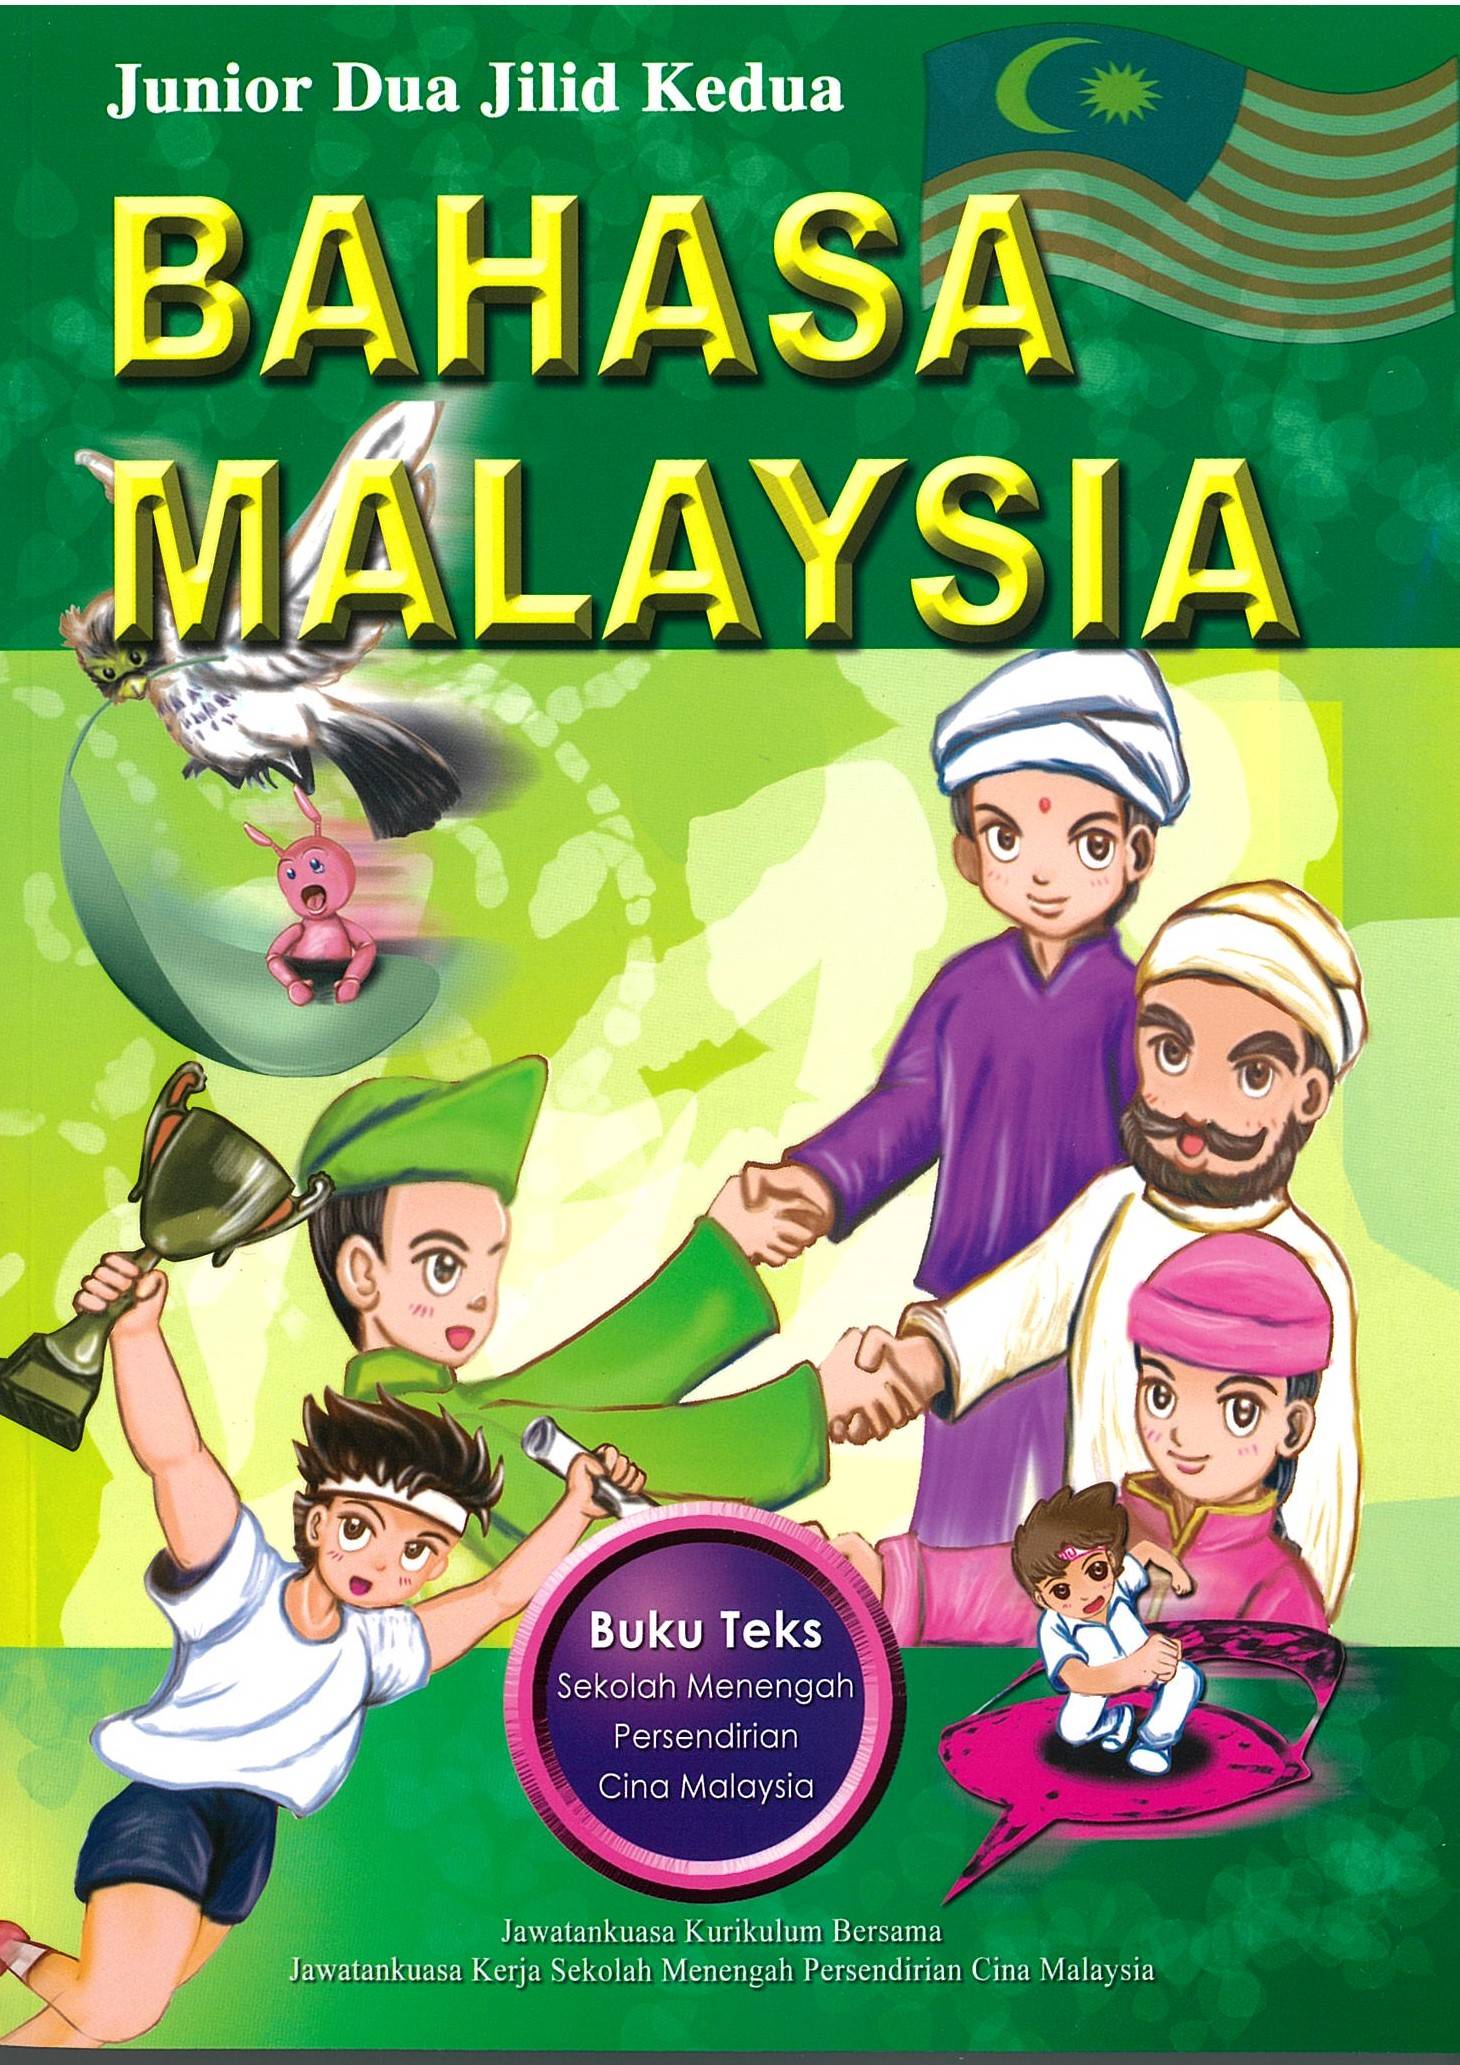 Junior Dua Jilid Kedua
BAHASA
MALAYSIA
Buku Teks
Sekolah Menengah
Persendirian
Cina Malaysia
Jawatankuasa Kurikulum Bersama
Jawatankuasa Kerja Sekolah Menengah Persendirian Cina Malaysia